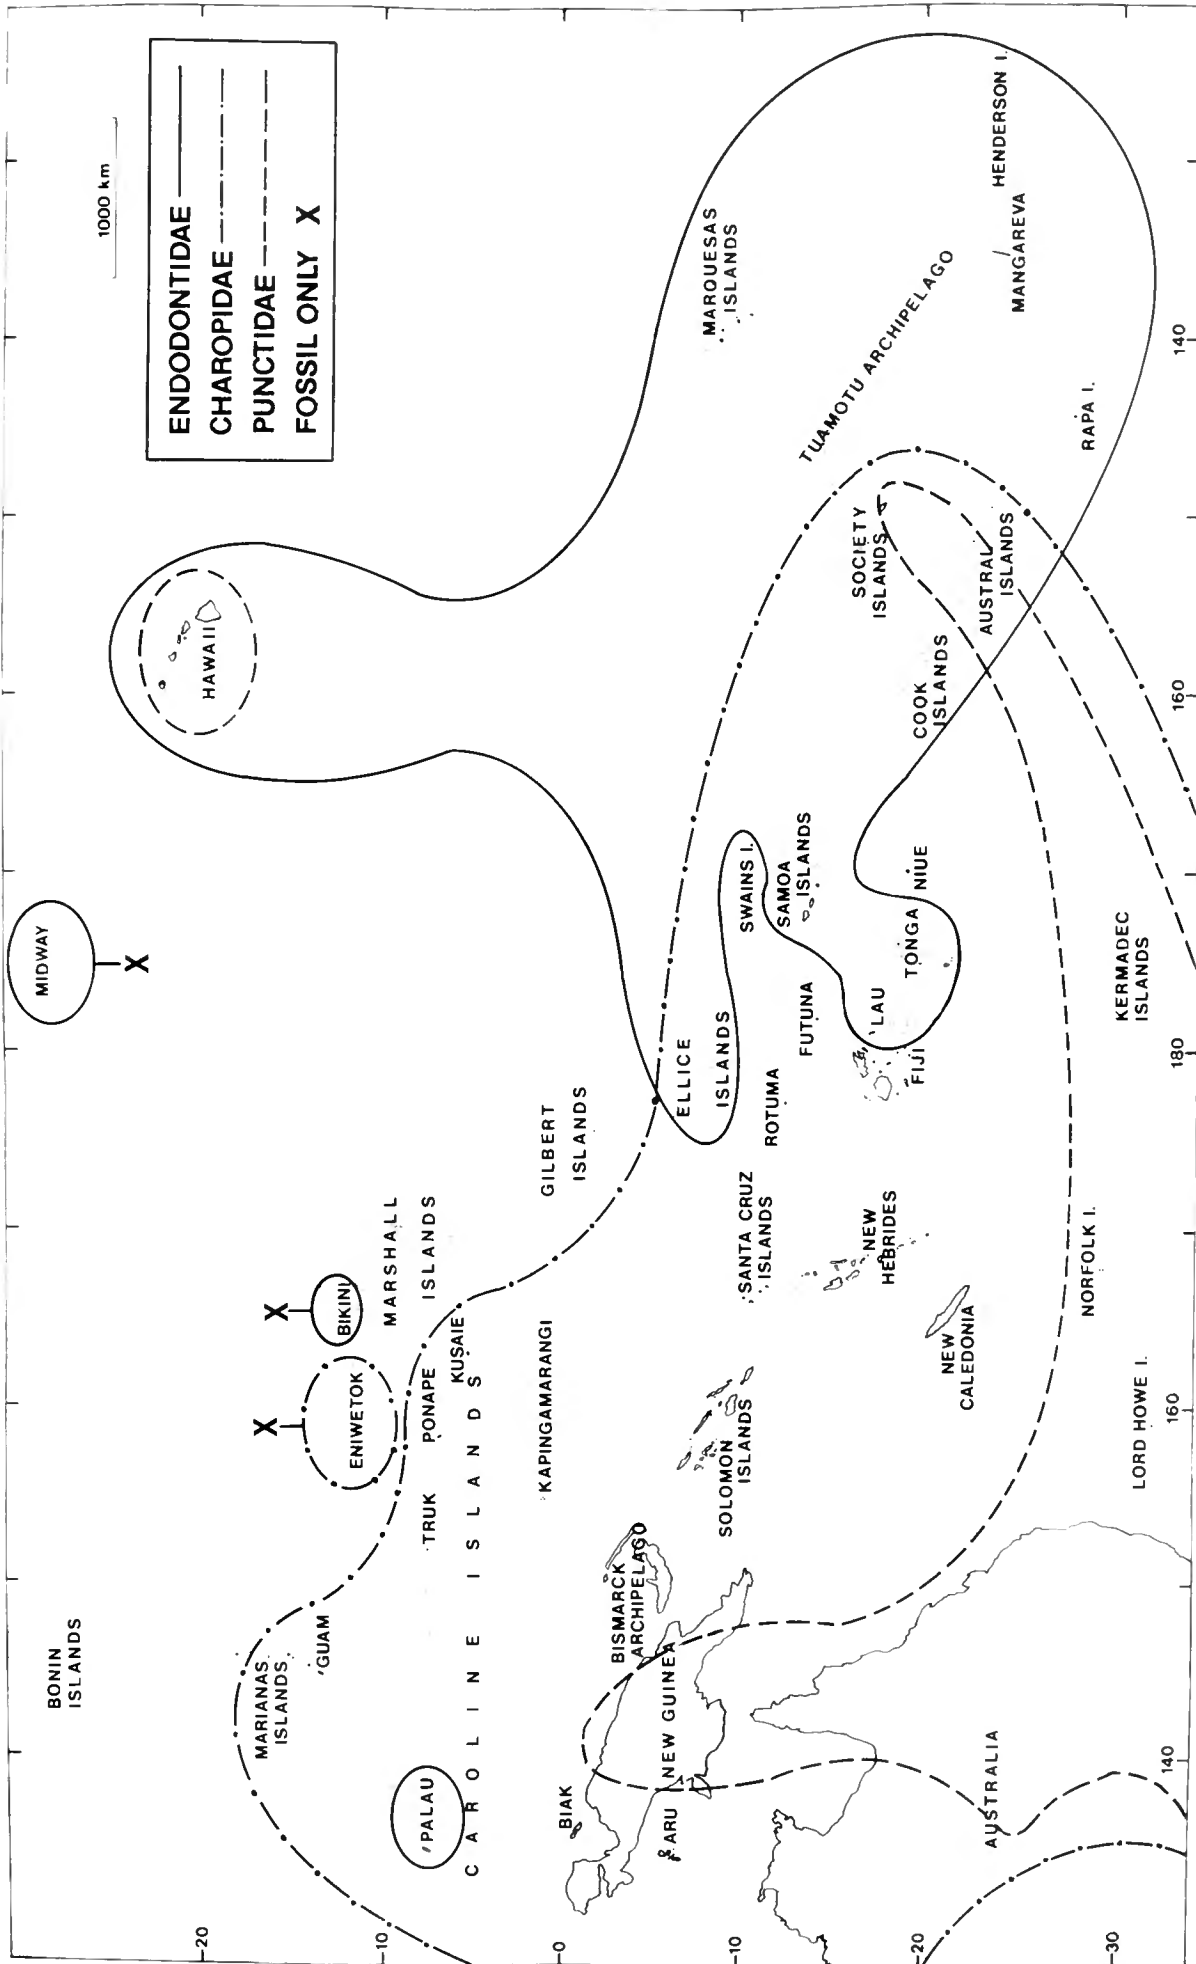 1000 km
ENDODONTIDAE
CHAROPIDAE
PUNCTIDAE
FOSSIL ONLY X
BONIN
ISLANDS
MIDWAY
X
HAWAII
MARIANAS
ISLANDS
GUAM
X
ENIWETOK
X
BIKINI
MARSHALL
ISLANDS
PALAU
TRUK
PONAPE
KUSAIE
CAROLINE ISLANDS
GILBERT
ISLANDS
KAPINGAMARANGI
BIAK
ARU
NEW GUINEA
BISMARCK
ARCHIPELAGO
SOLOMON
ISLANDS
SANTA CRUZ
ISLANDS
ELLICE
ISLANDS
ROTUMA
FUTUNA
SWAINS I.
SAMOA
ISLANDS
MARQUESAS
ISLANDS
TUAMOTU ARCHIPELAGO
SOCIETY
ISLANDS
COOK
ISLANDS
AUSTRAL
ISLANDS
NEW
HEBRIDES
FIJI
LAU
TONGA
NIUE
NEW
CALEDONIA
AUSTRALIA
LORD HOWE I.
NORFOLK I.
KERMADEC
ISLANDS
RAPA I.
MANGAREVA
HENDERSON I.
20
10
0
10
20
30
140
160
180
160
140